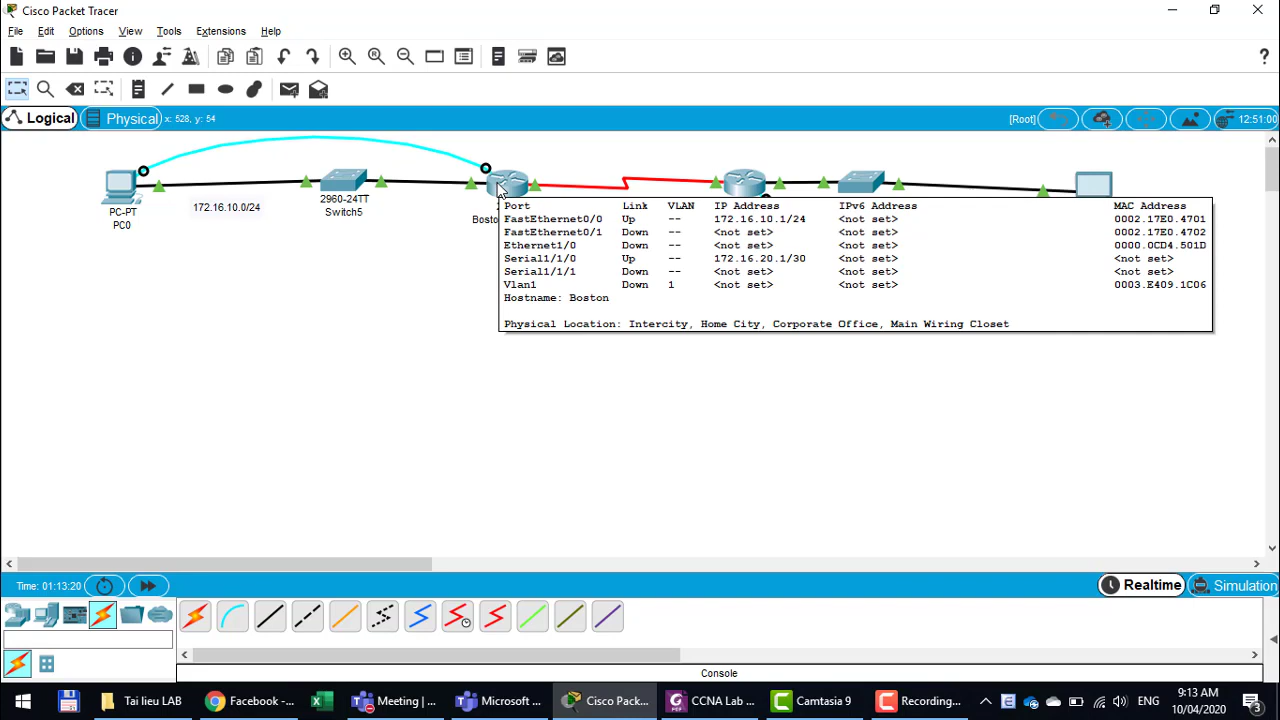 Cisco Packet Tracer
File Edit Options View Tools Extensions Help
Logical Physical x: 528, y: 54 [Root] 12:51:00
PC-PT
PC0
172.16.10.0/24
2960-24TT
Switch5
Bosto
Port Link VLAN IP Address IPv6 Address MAC Address
FastEthernet0/0 Up -- 172.16.10.1/24 <not set> 0002.17E0.4701
FastEthernet0/1 Down -- <not set> <not set> 0002.17E0.4702
Ethernet1/0 Down -- <not set> <not set> 0000.0CD4.501D
Serial1/1/0 Up -- 172.16.20.1/30 <not set> <not set>
Serial1/1/1 Down -- <not set> <not set> <not set>
Vlan1 Down 1 <not set> <not set> 0003.E409.1C06
Hostname: Boston
Physical Location: Intercity, Home City, Corporate Office, Main Wiring Closet
Time: 01:13:20 Realtime Simulation
Console
Tai lieu LAB Facebook -... Meeting | ... Microsoft ... Cisco Pack... CCNA Lab ... Camtasia 9 Recording... ENG 9:13 AM
10/04/2020
3